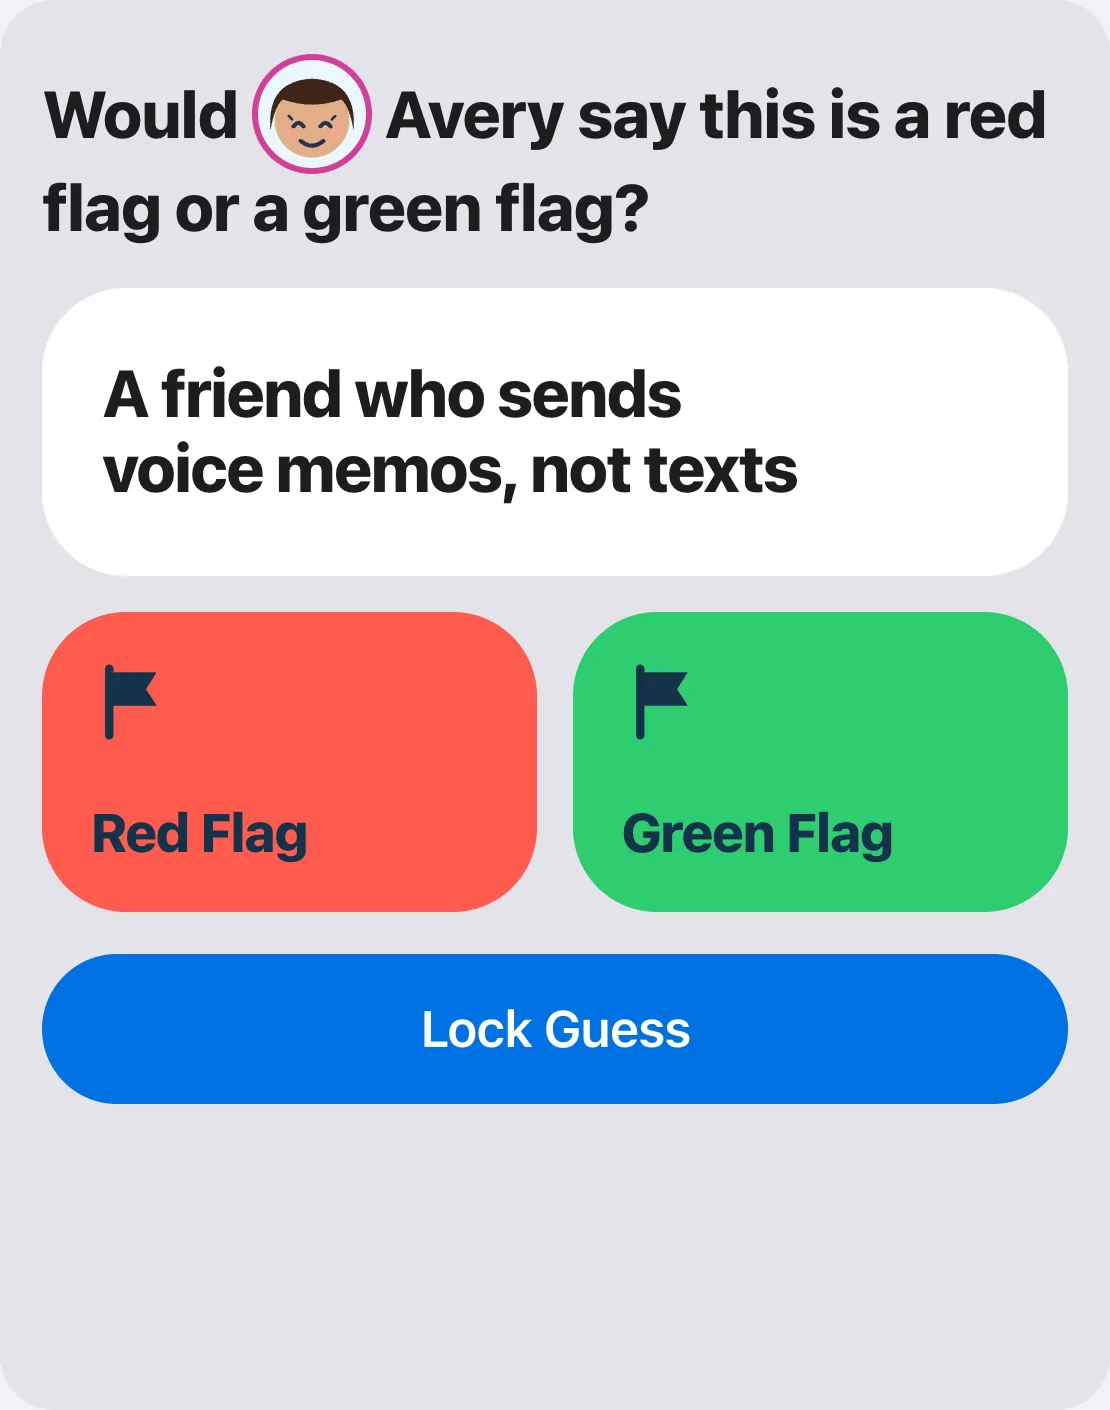 Would Avery say this is a red
flag or a green flag?
A friend who sends
voice memos, not texts
Red Flag
Green Flag
Lock Guess